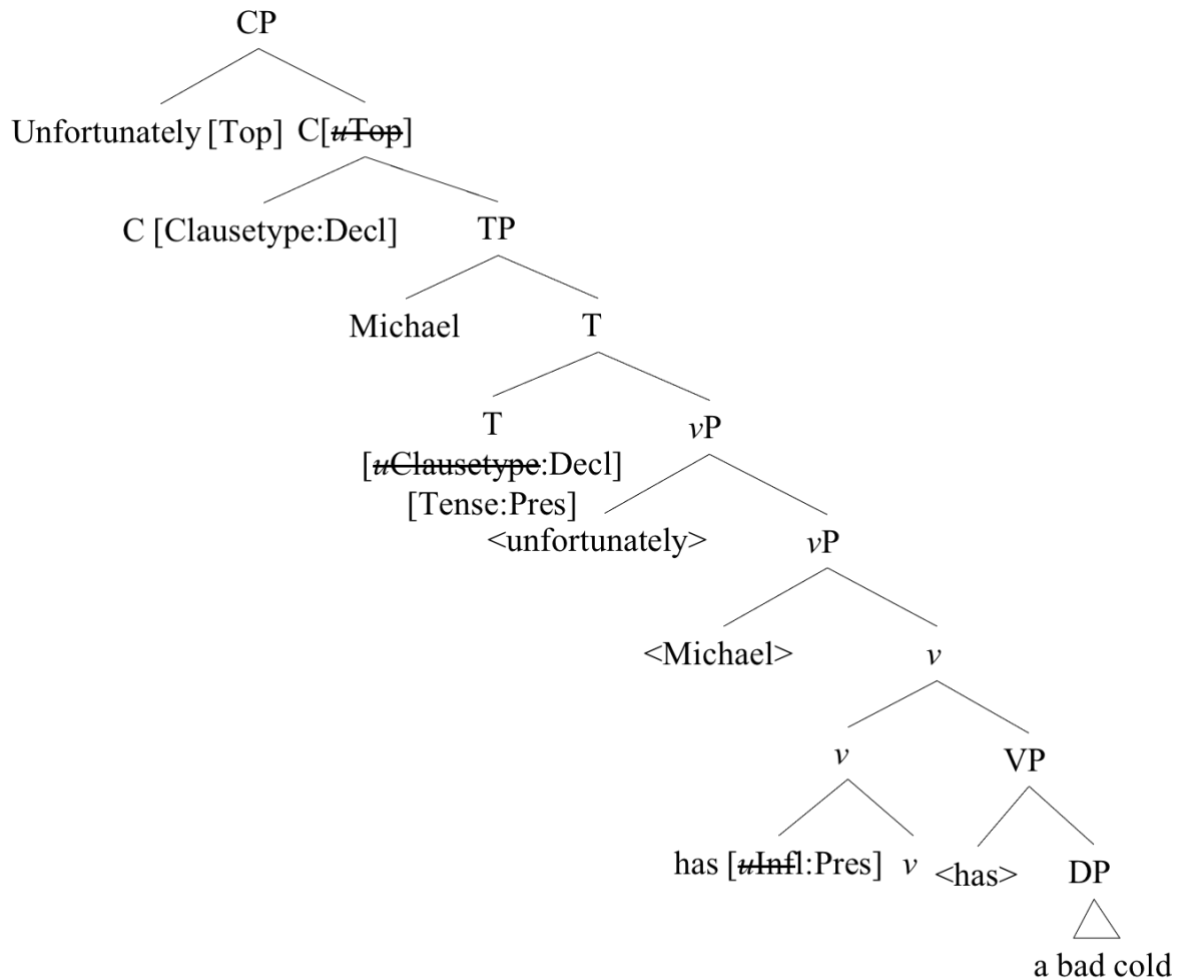 CP
Unfortunately [Top] C[uTop]
C [Clausetype:Decl] TP
Michael T
T vP
[uClausetype:Decl]
[Tense:Pres]
<unfortunately> vP
<Michael> v
v VP
has [uInfl:Pres] v <has> DP
a bad cold